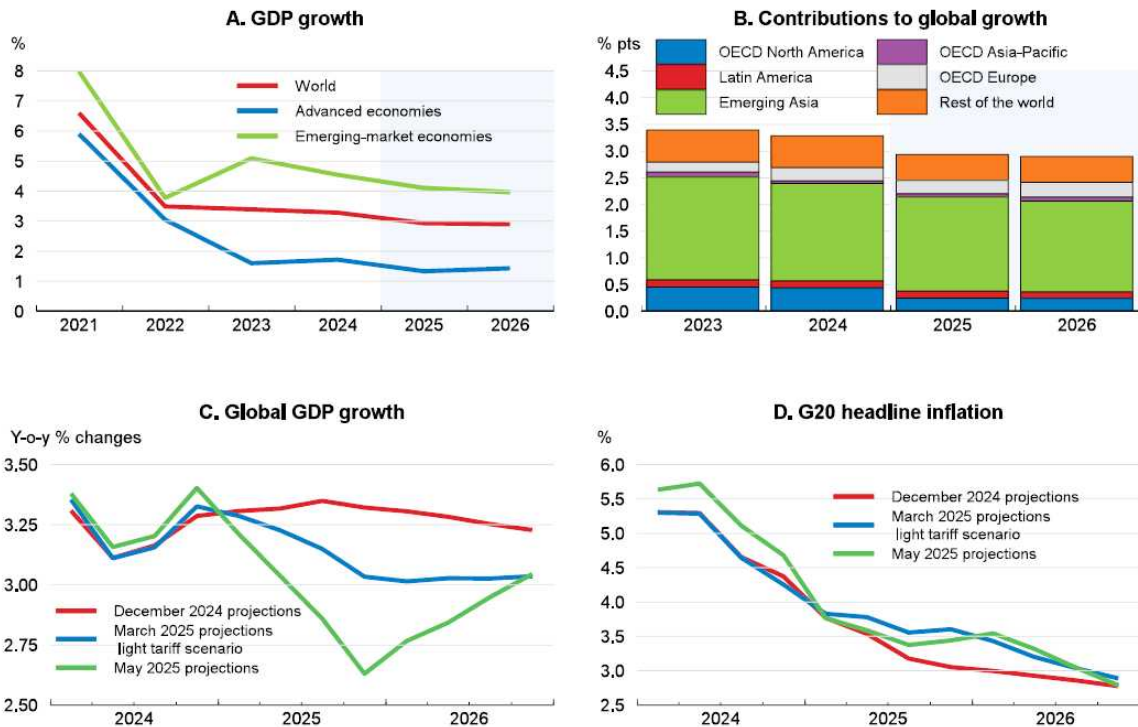 A. GDP growth
%
8
7
6
5
4
3
2
1
0
World
Advanced economies
Emerging-market economies
2021 2022 2023 2024 2025 2026
B. Contributions to global growth
% pts
OECD North America
Latin America
Emerging Asia
OECD Asia-Pacific
OECD Europe
Rest of the world
4.5
4.0
3.5
3.0
2.5
2.0
1.5
1.0
0.5
0.0
2023 2024 2025 2026
C. Global GDP growth
Y-o-y % changes
3.50
3.25
3.00
2.75
2.50
December 2024 projections
March 2025 projections
light tariff scenario
May 2025 projections
2024 2025 2026
D. G20 headline inflation
%
6.0
5.5
5.0
4.5
4.0
3.5
3.0
2.5
December 2024 projections
March 2025 projections
light tariff scenario
May 2025 projections
2024 2025 2026